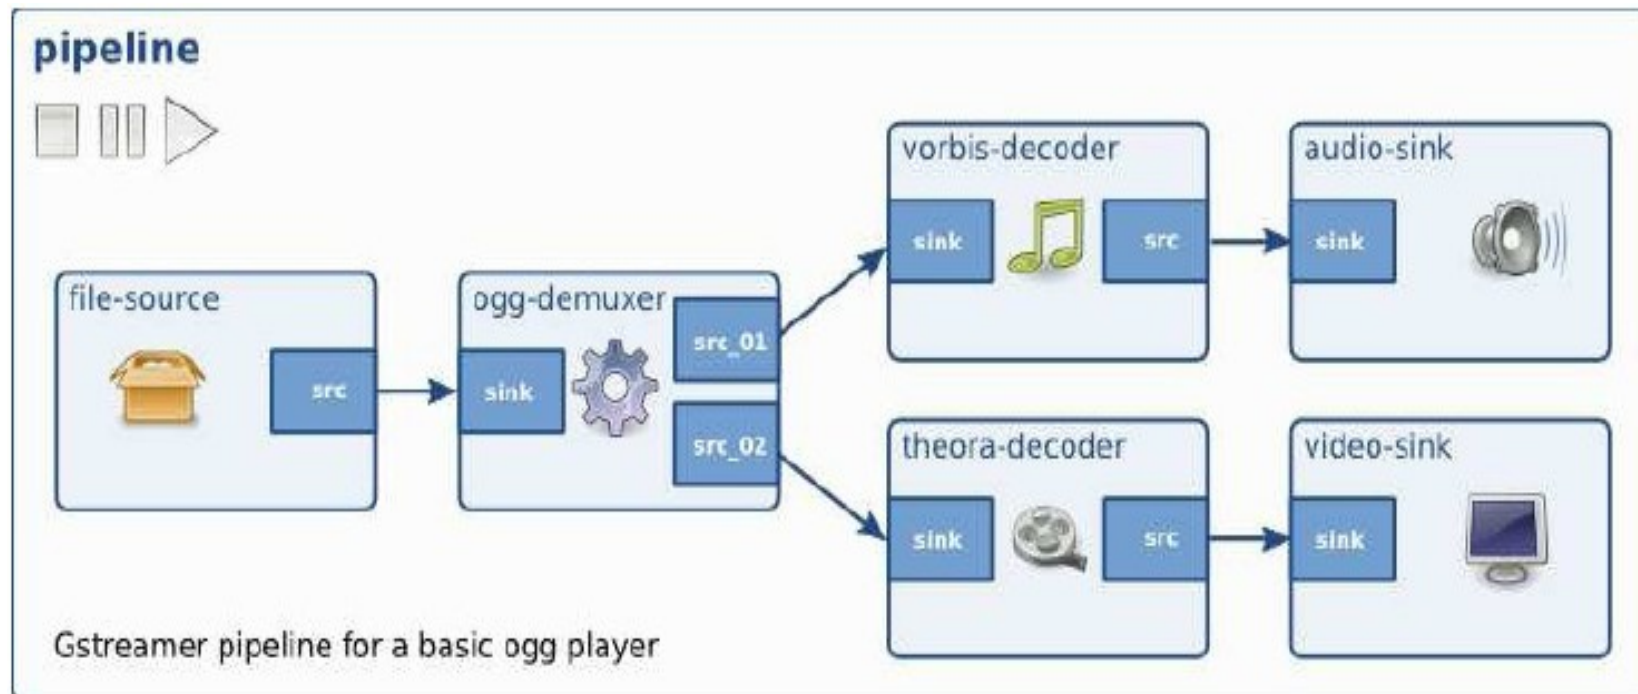 pipeline
vorbis-decoder
sink
src
audio-sink
sink
file-source
src
ogg-demuxer
sink
src_01
src_02
theora-decoder
sink
src
video-sink
sink
Gstreamer pipeline for a basic ogg player